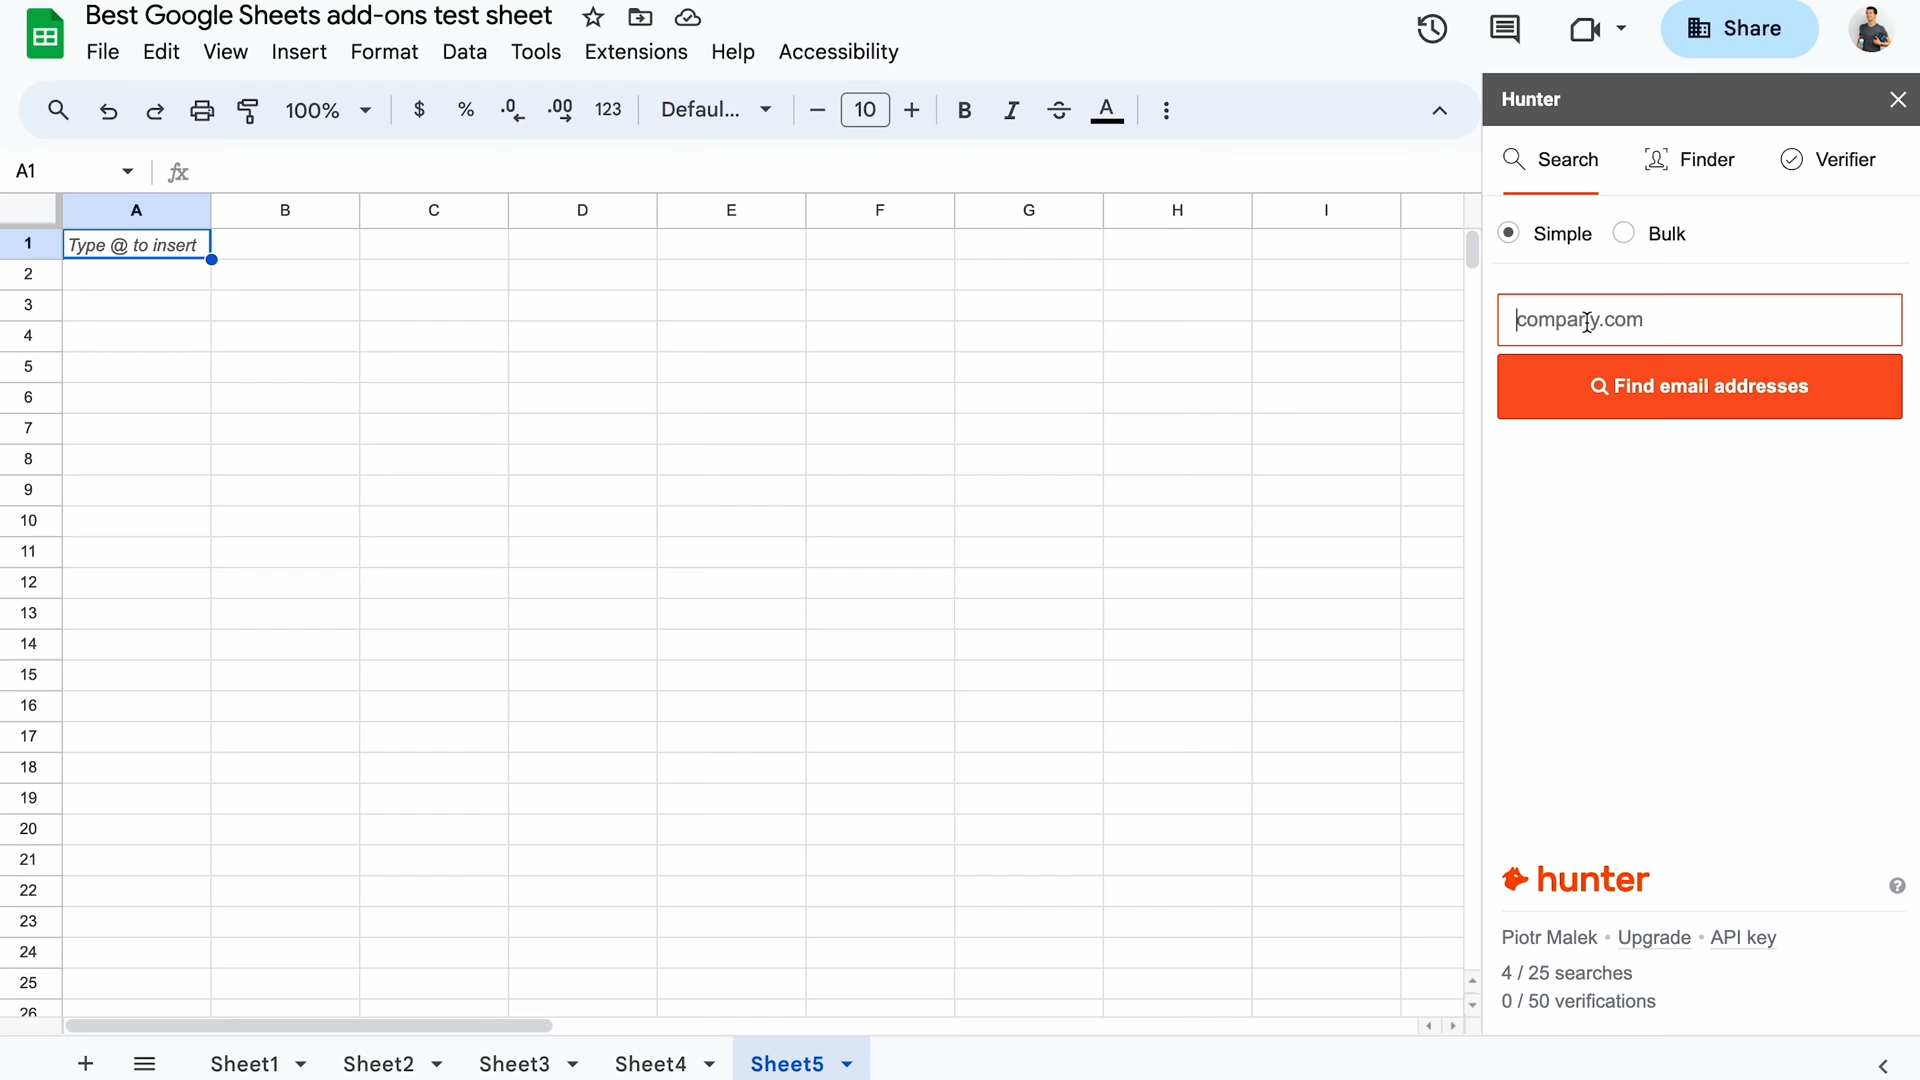 Best Google Sheets add-ons test sheet
File Edit View Insert Format Data Tools Extensions Help Accessibility
Share
100% $ % .0 .00 123 Defaul... 10 B I S A
A1 fx
A B C D E F G H I
1 Type @ to insert
2
3
4
5
6
7
8
9
10
11
12
13
14
15
16
17
18
19
20
21
22
23
24
25
26
Sheet1 Sheet2 Sheet3 Sheet4 Sheet5
Hunter
Search Finder Verifier
Simple Bulk
company.com
Find email addresses
hunter
?
Piotr Malek • Upgrade • API key
4 / 25 searches
0 / 50 verifications